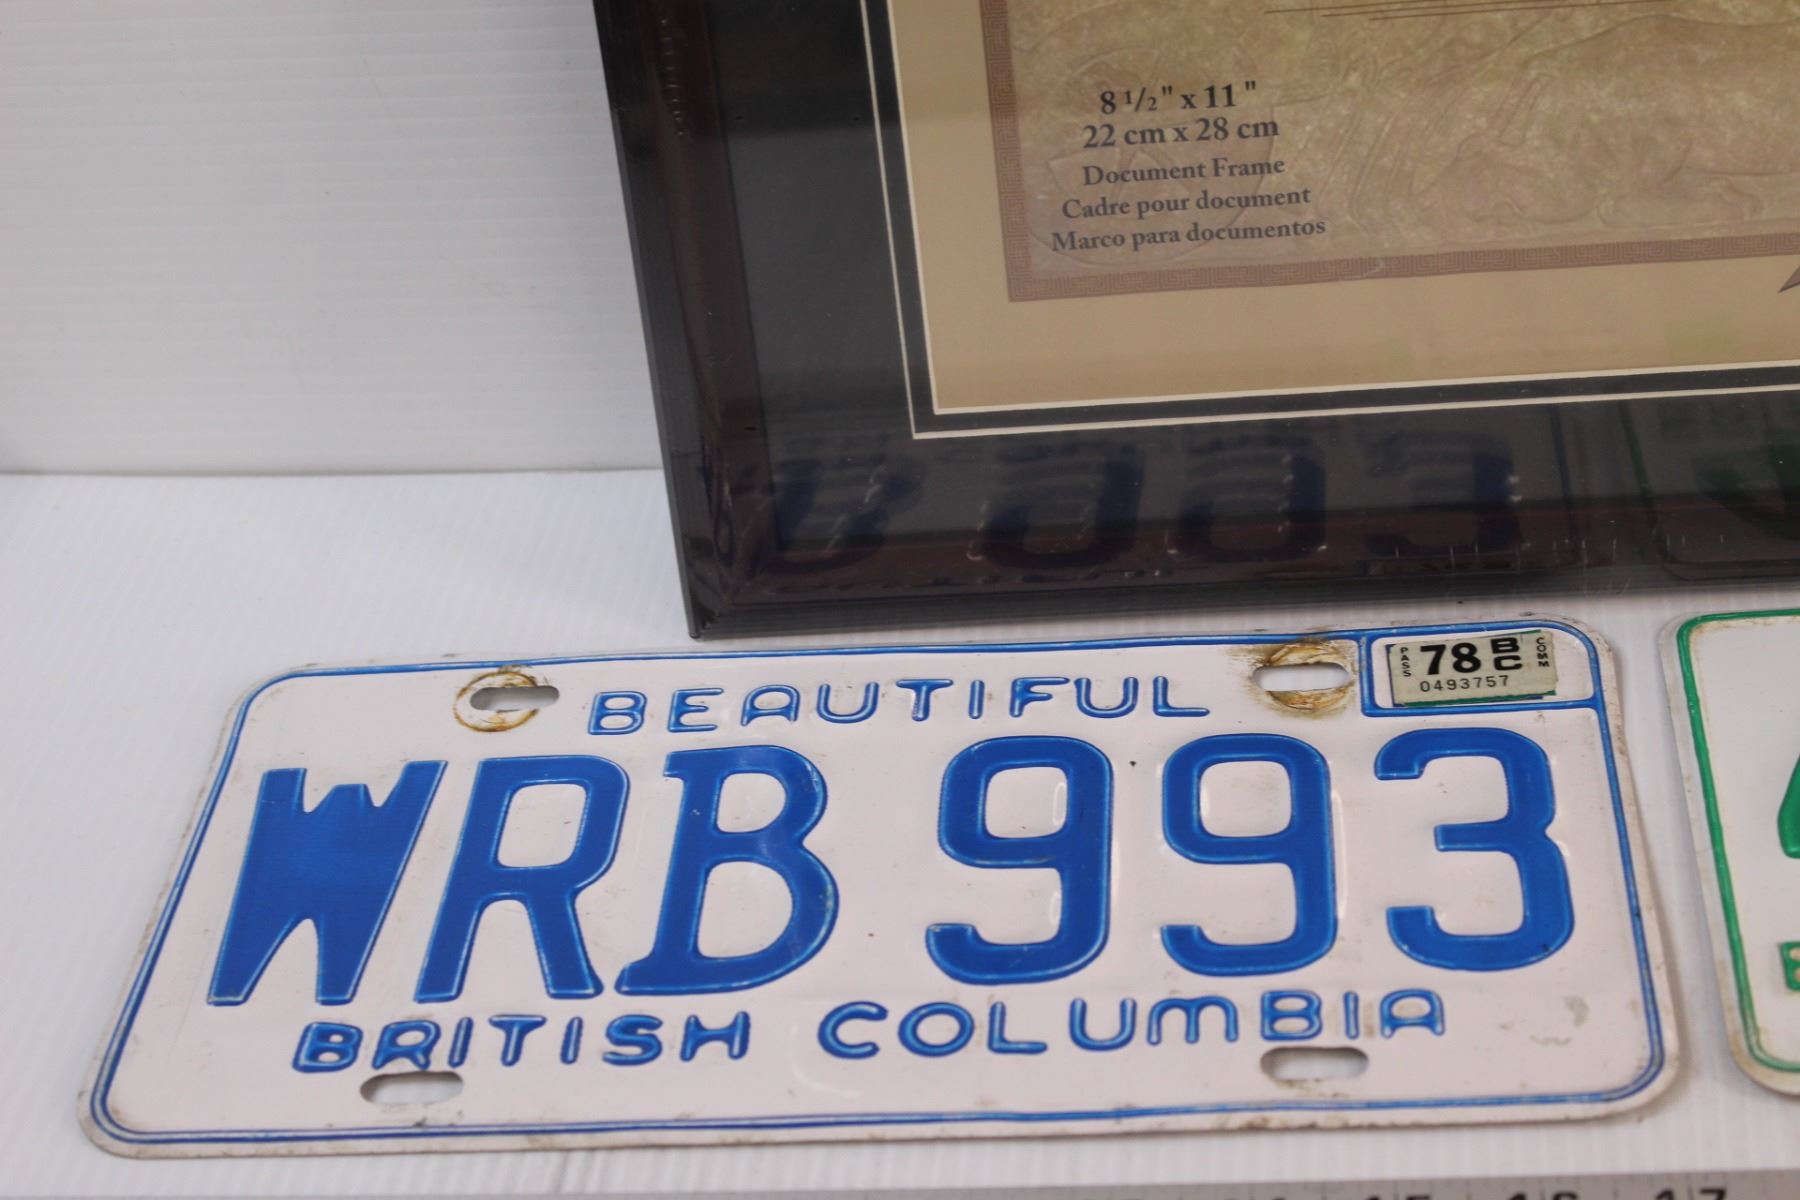 8 1/2" x 11"
22 cm x 28 cm
Document Frame
Cadre pour document
Marco para documentos
BEAUTIFUL
PASS 78 BC COMM
0493757
WRB 993
BRITISH COLUMBIA